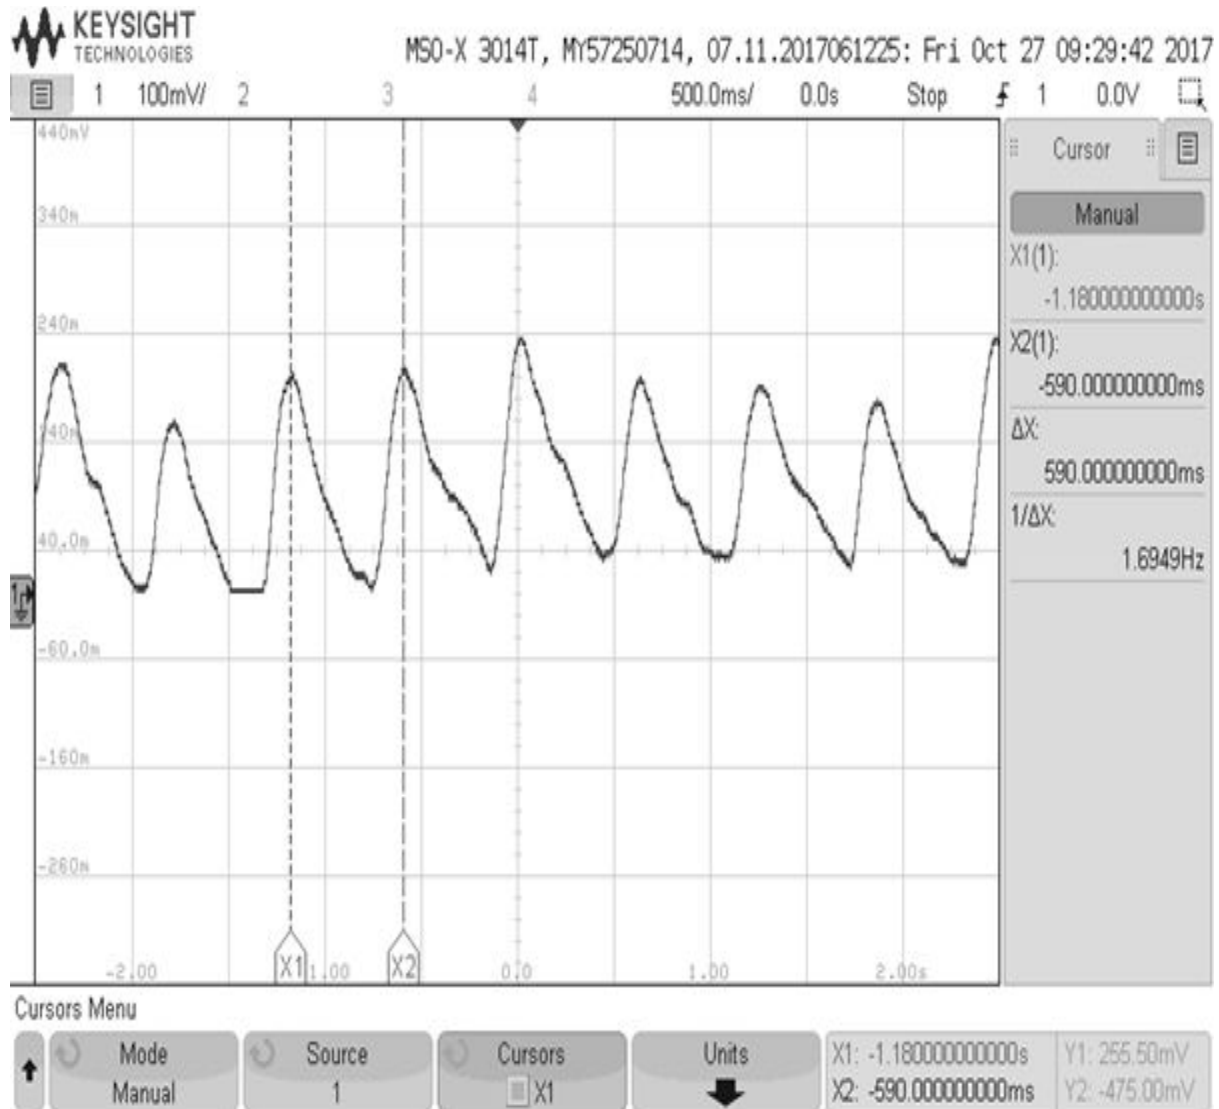 KEYSIGHT
TECHNOLOGIES
MSO-X 3014T, MY57250714, 07.11.2017061225: Fri Oct 27 09:29:42 2017
1 100mV/ 2 3 4 500.0ms/ 0.0s Stop 1 0.0V
440mV
340m
240m
140m
40.0m
-60.0m
-160m
-260m
1
-2.00 X1 -1.00 X2 0.0 1.00 2.00s
Cursor
Manual
X1(1):
-1.180000000000s
X2(1):
-590.000000000ms
ΔX:
590.000000000ms
1/ΔX:
1.6949Hz
Cursors Menu
Mode
Manual
Source
1
Cursors
X1
Units
X1: -1.180000000000s
X2: -590.000000000ms
Y1: 255.50mV
Y2: -475.00mV